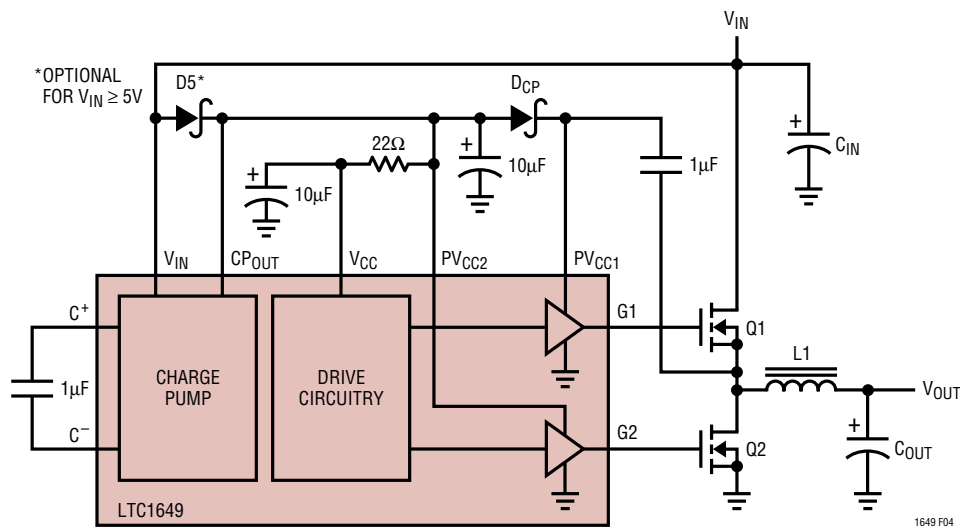 V_IN
*OPTIONAL
FOR V_IN ≥ 5V
D5*
D_CP
+
C_IN
22Ω
+
10µF
+
10µF
1µF
V_IN
CP_OUT
V_CC
PV_CC2
PV_CC1
C+
1µF
C−
CHARGE
PUMP
DRIVE
CIRCUITRY
G1
Q1
L1
V_OUT
G2
Q2
+
C_OUT
LTC1649
1649 F04